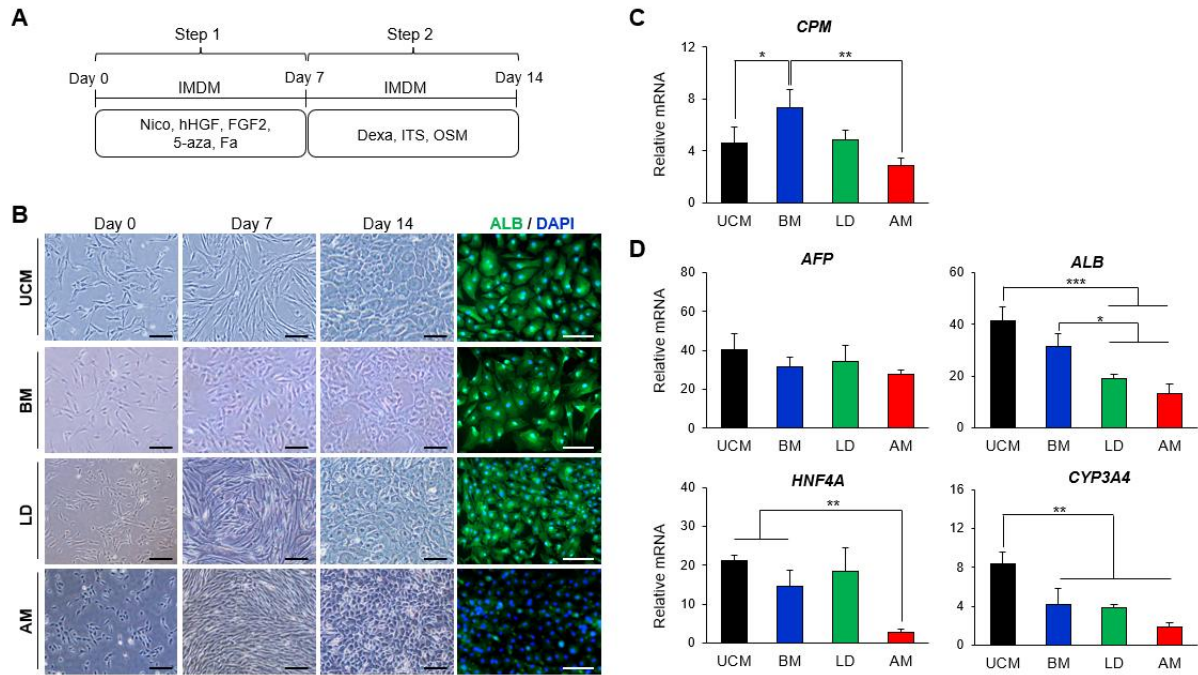 A
Step 1 Step 2
Day 0 Day 7 Day 14
IMDM IMDM
Nico, hHGF, FGF2,
5-aza, Fa
Dexa, ITS, OSM
B
Day 0 Day 7 Day 14 ALB / DAPI
UCM
BM
LD
AM
C
CPM
Relative mRNA
12
8
4
0
* **
UCM BM LD AM
D
AFP
Relative mRNA
80
60
40
20
0
UCM BM LD AM
ALB
60
40
20
0
***
*
UCM BM LD AM
HNF4A
Relative mRNA
40
30
20
10
0
**
UCM BM LD AM
CYP3A4
16
12
8
4
0
**
UCM BM LD AM